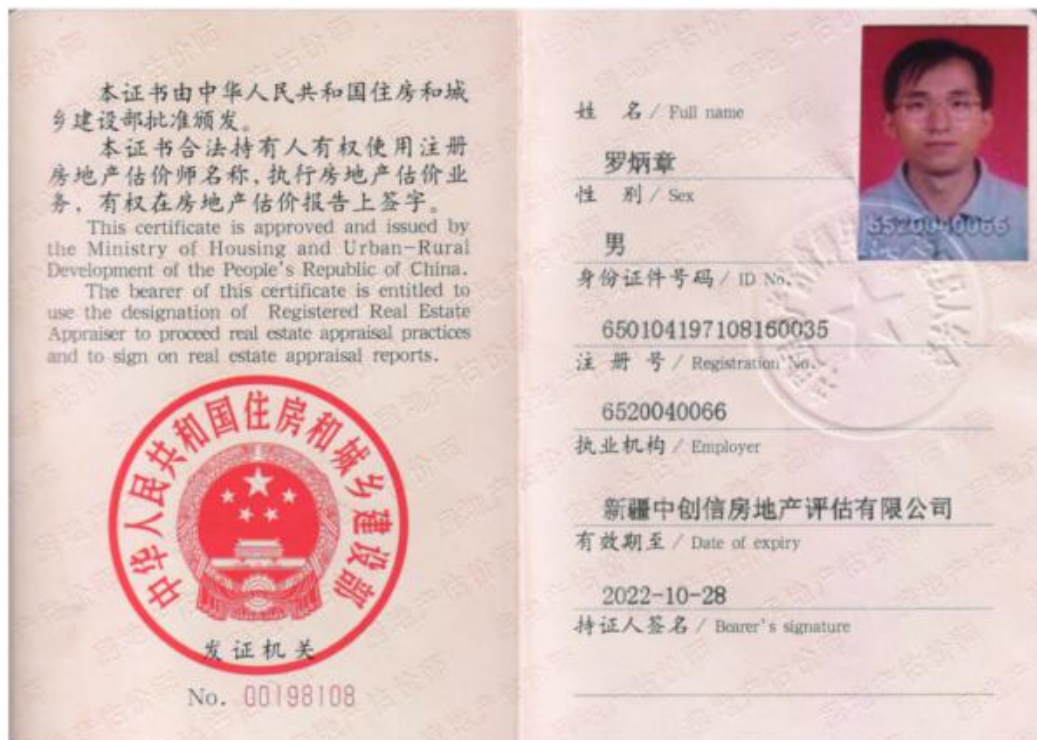 本证书由中华人民共和国住房和城
乡建设部批准颁发。
本证书合法持有人有权使用注册
房地产估价师名称,执行房地产估价业
务,有权在房地产估价报告上签字。
This certificate is approved and issued by
the Ministry of Housing and Urban-Rural
Development of the People's Republic of China.
The bearer of this certificate is entitled to
use the designation of Registered Real Estate
Appraiser to proceed real estate appraisal practices
and to sign on real estate appraisal reports.
中华人民共和国住房和城乡建设部
发证机关
No. 00198108
姓 名 / Full name
罗炳章
性 别 / Sex
男
身份证件号码 / ID No.
650104197108160035
注 册 号 / Registration No.
6520040066
执业机构 / Employer
新疆中创信房地产评估有限公司
有效期至 / Date of expiry
2022-10-28
持证人签名 / Bearer's signature
6520040066